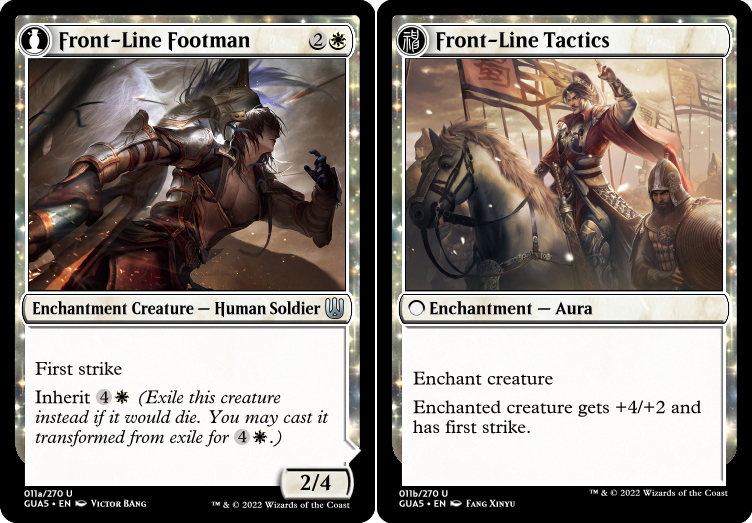 Front-Line Footman 2
Enchantment Creature — Human Soldier
First strike
Inherit 4 (Exile this creature
instead if it would die. You may cast it
transformed from exile for 4 .)
2/4
011a/270 U
GUA5 • EN Victor Bang
™ & © 2022 Wizards of the Coast
Front-Line Tactics
蜀
Enchantment — Aura
Enchant creature
Enchanted creature gets +4/+2 and
has first strike.
011b/270 U
GUA5 • EN Fang Xinyu
™ & © 2022 Wizards of the Coast